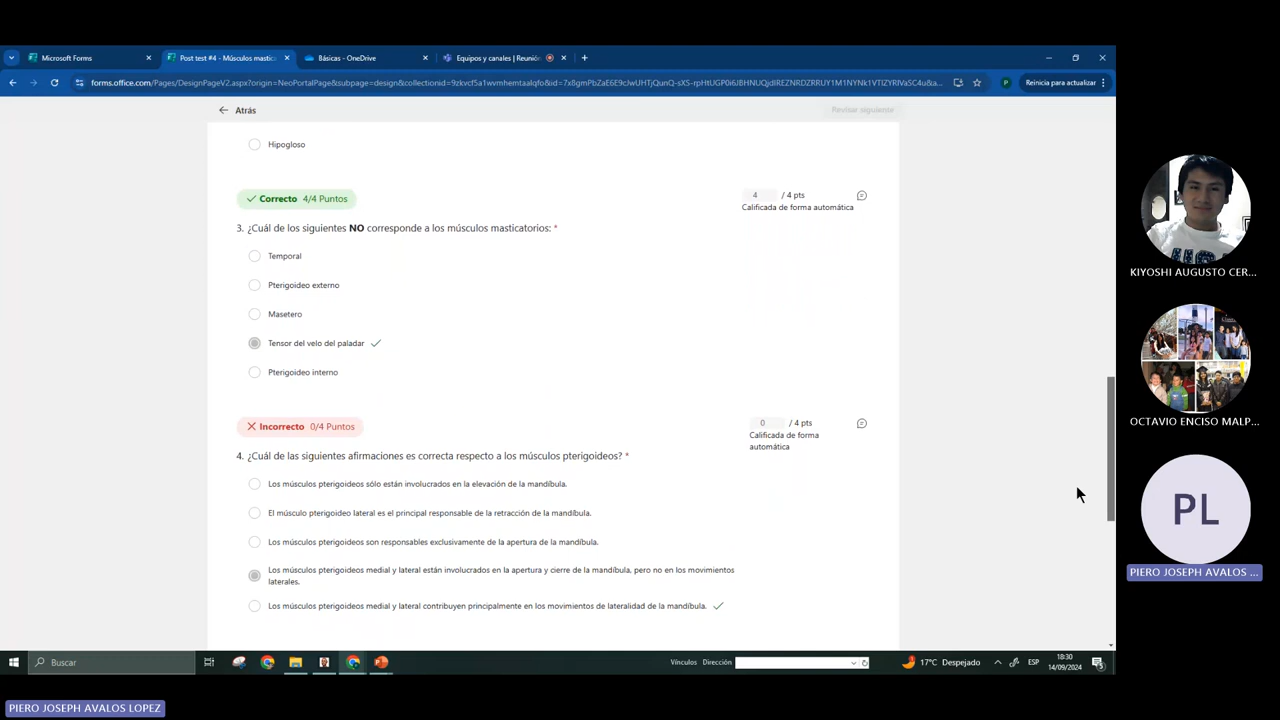 Microsoft Forms
Post test #4 - Músculos mastic
Básicas - OneDrive
Equipos y canales | Reunió
Reinicia para actualizar
Atrás
Revisar siguiente
Hipogloso
Correcto 4/4 Puntos
4 / 4 pts
Calificada de forma automática
3. ¿Cuál de los siguientes NO corresponde a los músculos masticatorios: *
Temporal
Pterigoideo externo
Masetero
Tensor del velo del paladar
Pterigoideo interno
Incorrecto 0/4 Puntos
0 / 4 pts
Calificada de forma
automática
4. ¿Cuál de las siguientes afirmaciones es correcta respecto a los músculos pterigoideos? *
Los músculos pterigoideos sólo están involucrados en la elevación de la mandíbula.
El músculo pterigoideo lateral es el principal responsable de la retracción de la mandíbula.
Los músculos pterigoideos son responsables exclusivamente de la apertura de la mandíbula.
Los músculos pterigoideos medial y lateral están involucrados en la apertura y cierre de la mandíbula, pero no en los movimientos
laterales.
Los músculos pterigoideos medial y lateral contribuyen principalmente en los movimientos de lateralidad de la mandíbula.
Buscar
Vínculos Dirección
17°C Despejado
ESP
18:30
14/09/2024
KIYOSHI AUGUSTO CER...
OCTAVIO ENCISO MALP...
PL
PIERO JOSEPH AVALOS ...
PIERO JOSEPH AVALOS LOPEZ